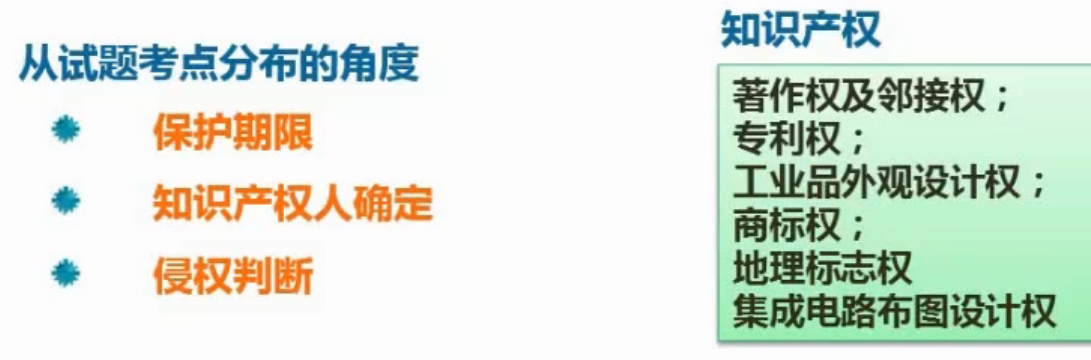 从试题考点分布的角度
保护期限
知识产权人确定
侵权判断
知识产权
著作权及邻接权；
专利权；
工业品外观设计权；
商标权；
地理标志权
集成电路布图设计权